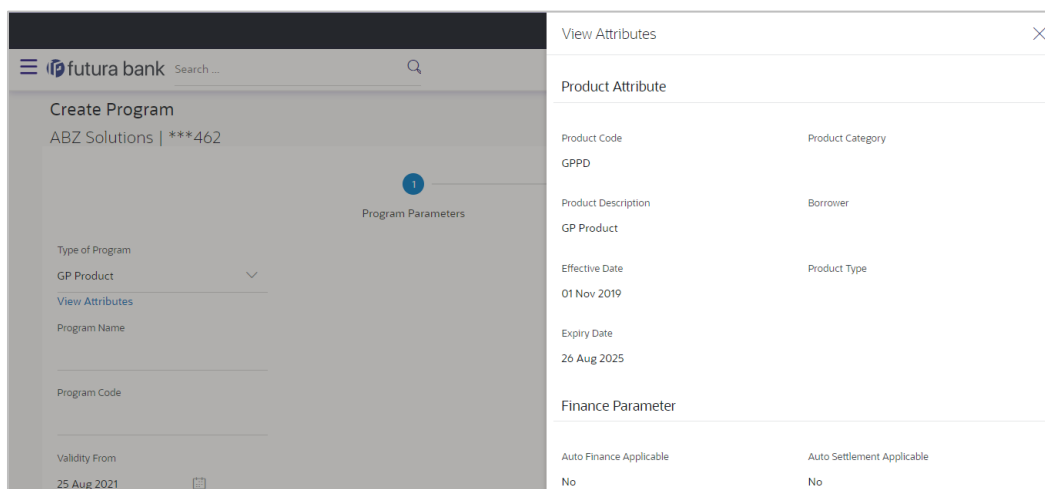 futura bank Search ...
Create Program
ABZ Solutions | ***462
1
Program Parameters
Type of Program
GP Product
View Attributes
Program Name
Program Code
Validity From
25 Aug 2021
View Attributes
Product Attribute
Product Code Product Category
GPPD
Product Description Borrower
GP Product
Effective Date Product Type
01 Nov 2019
Expiry Date
26 Aug 2025
Finance Parameter
Auto Finance Applicable Auto Settlement Applicable
No No